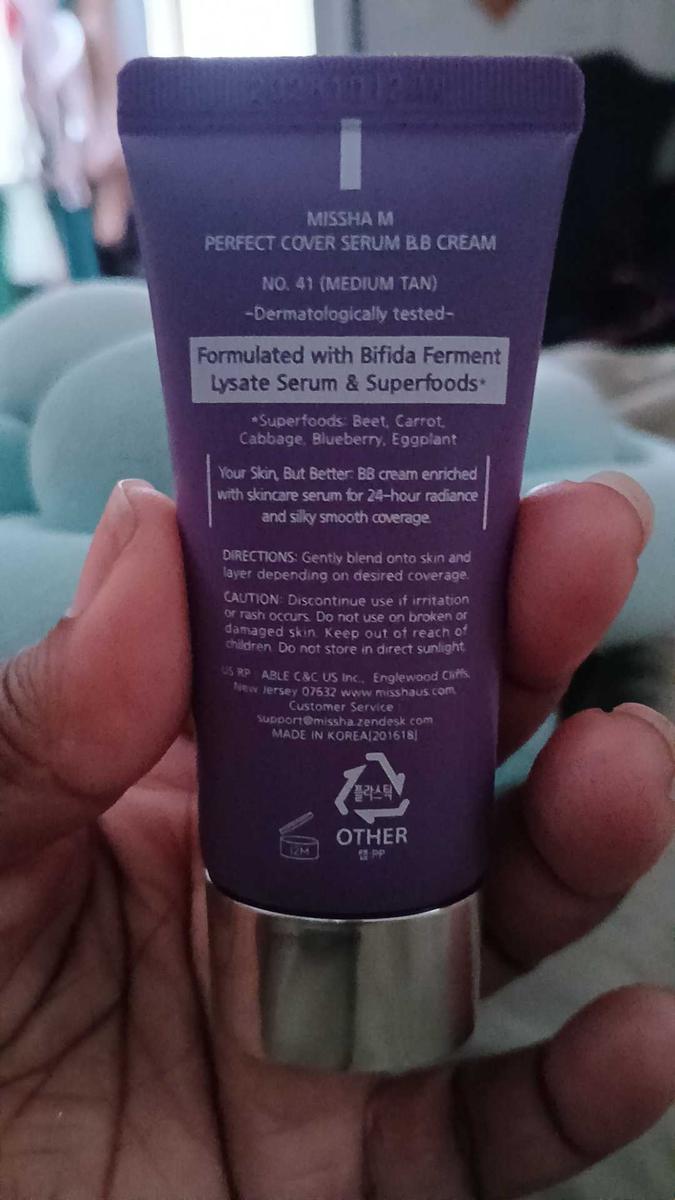 MISSHA M
PERFECT COVER SERUM B.B CREAM
NO. 41 (MEDIUM TAN)
-Dermatologically tested-
Formulated with Bifida Ferment
Lysate Serum & Superfoods*
*Superfoods: Beet, Carrot,
Cabbage, Blueberry, Eggplant
Your Skin, But Better: BB cream enriched
with skincare serum for 24-hour radiance
and silky smooth coverage.
DIRECTIONS: Gently blend onto skin and
layer depending on desired coverage.
CAUTION: Discontinue use if irritation
or rash occurs. Do not use on broken or
damaged skin. Keep out of reach of
children. Do not store in direct sunlight.
US RP : ABLE C&C US Inc., Englewood Cliffs,
New Jersey 07632 www.misshaus.com,
Customer Service :
support@missha.zendesk.com
MADE IN KOREA[201618]
플라스틱
OTHER
12M
캡:PP